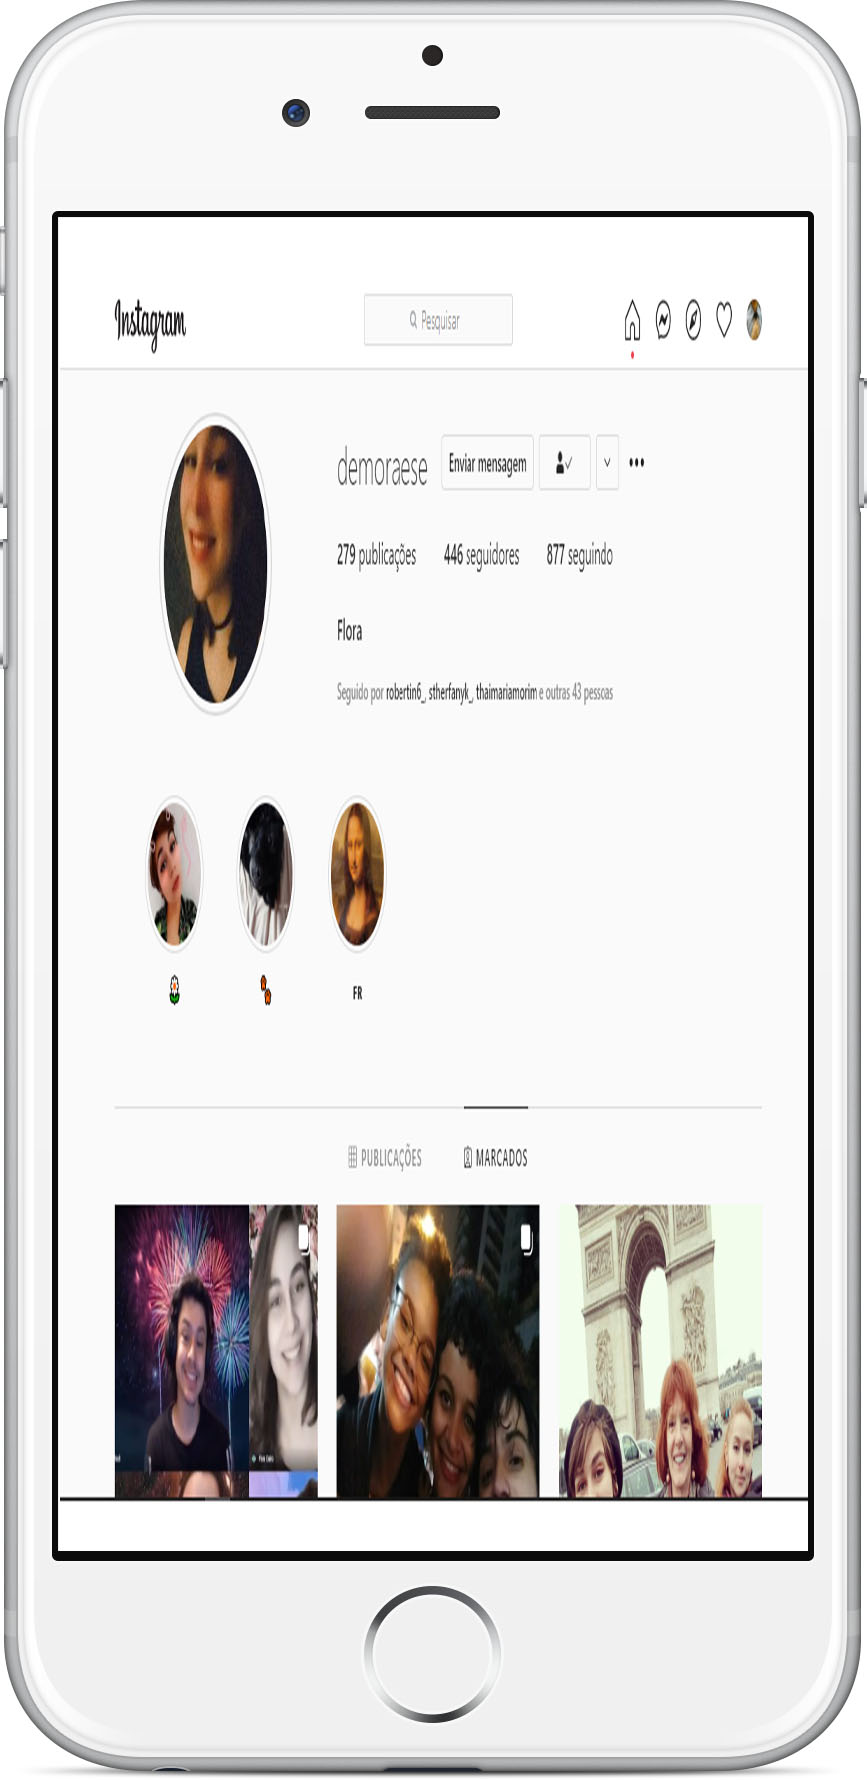 Instagram
Pesquisar
demoraese Enviar mensagem
279 publicações 446 seguidores 877 seguindo
Flora
Seguido por robertin6_, stherfanyk_, thaimariamorim e outras 43 pessoas
FR
PUBLICAÇÕES MARCADOS